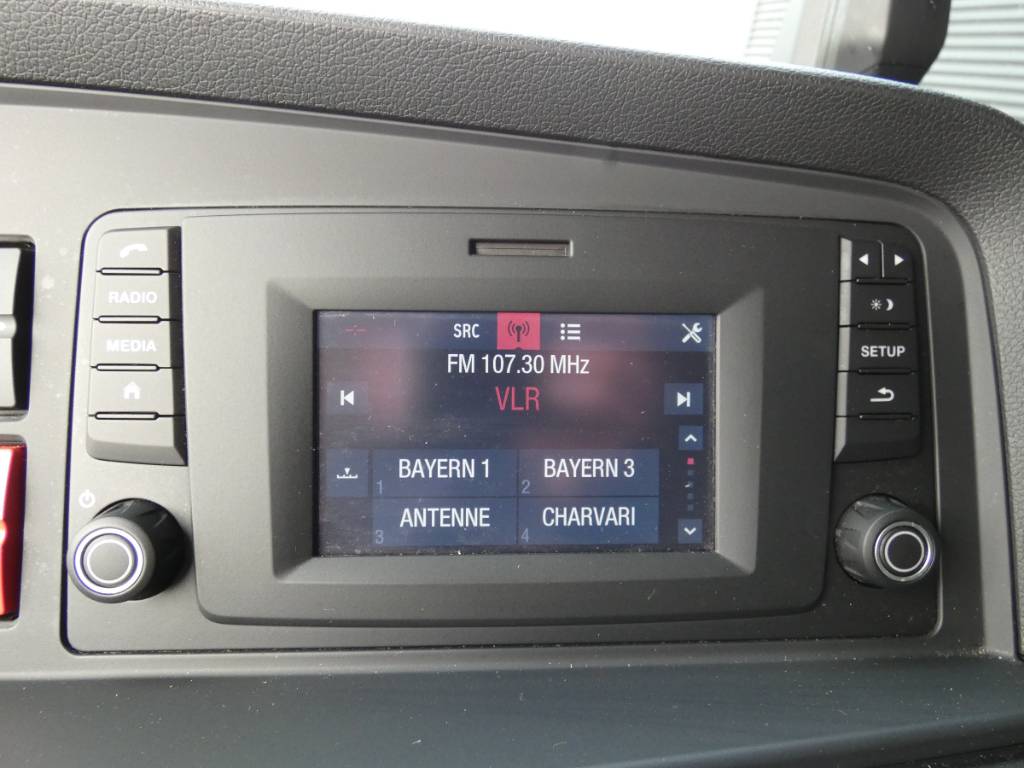 RADIO
MEDIA
SRC
FM 107.30 MHz
VLR
BAYERN 1
1
BAYERN 3
2
ANTENNE
3
CHARVARI
4
SETUP